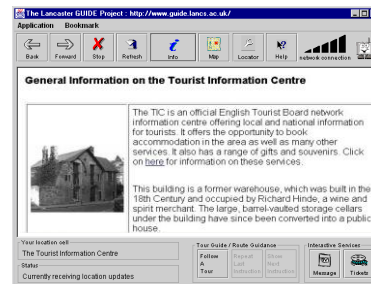 The Lancaster GUIDE Project : http://www.guide.lancs.ac.uk/
Application Bookmark
Back Forward Stop Refresh Info Map Locator Help network connection
General Information on the Tourist Information Centre
The TIC is an official English Tourist Board network
information centre offering local and national information
for tourists. It offers the opportunity to book
accommodation in the area as well as many other
services. It also has a range of gifts and souvenirs. Click
on here for information on these services.
This building is a former warehouse, which was built in the
18th Century and occupied by Richard Hinde, a wine and
spirit merchant. The large, barrel-vaulted storage cellars
under the building have since been converted into a public
house.
Your location cell
The Tourist Information Centre
Status
Currently receiving location updates
Tour Guide / Route Guidance
Follow A Tour
Repeat Last Instruction
Show Next Instruction
Interactive Services
Message Tickets